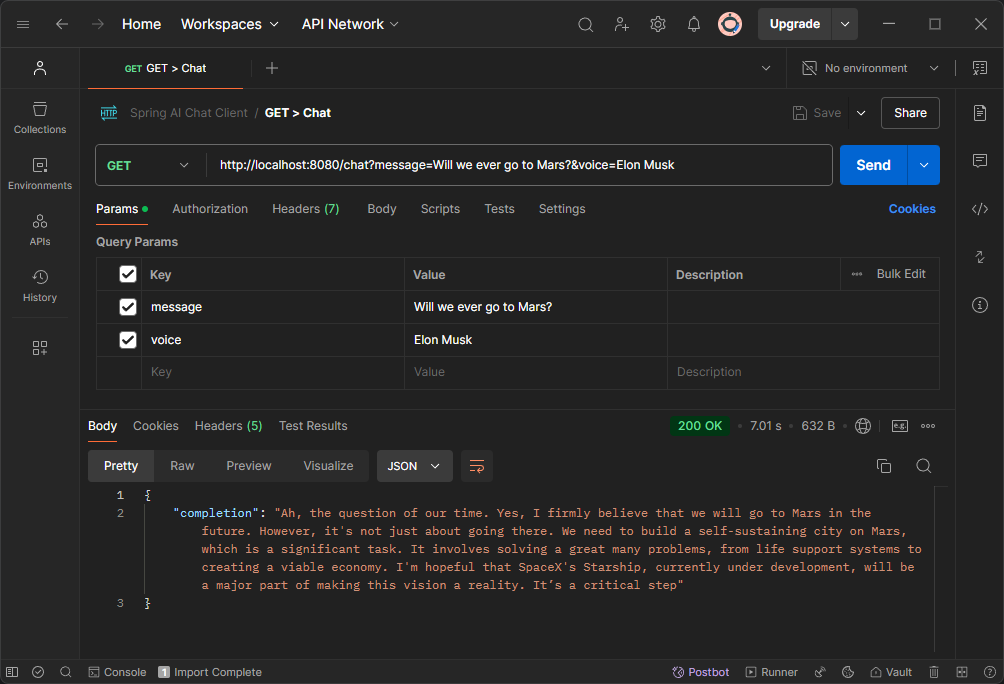 Home Workspaces API Network Upgrade
GET GET > Chat No environment
HTTP Spring AI Chat Client / GET > Chat Save Share
GET http://localhost:8080/chat?message=Will we ever go to Mars?&voice=Elon Musk Send
Params Authorization Headers (7) Body Scripts Tests Settings Cookies
Collections
Environments
APIs
History
Query Params
Key Value Description Bulk Edit
message Will we ever go to Mars?
voice Elon Musk
Key Value Description
Body Cookies Headers (5) Test Results 200 OK 7.01 s 632 B e.g.
Pretty Raw Preview Visualize JSON
1 {
2 "completion": "Ah, the question of our time. Yes, I firmly believe that we will go to Mars in the
future. However, it's not just about going there. We need to build a self-sustaining city on Mars,
which is a significant task. It involves solving a great many problems, from life support systems to
creating a viable economy. I'm hopeful that SpaceX's Starship, currently under development, will be
a major part of making this vision a reality. It’s a critical step"
3 }
Console 1 Import Complete Postbot Runner Vault